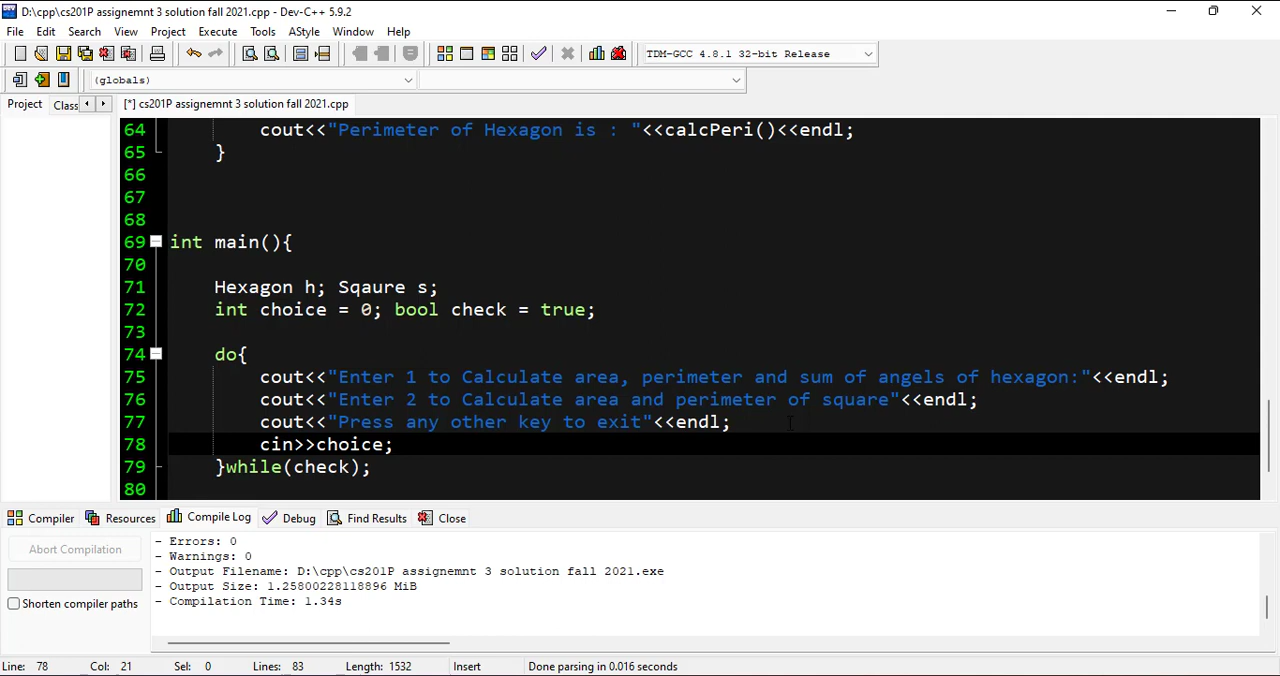 D:\cpp\cs201P assignemnt 3 solution fall 2021.cpp - Dev-C++ 5.9.2
File Edit Search View Project Execute Tools AStyle Window Help
TDM-GCC 4.8.1 32-bit Release
(globals)
Project Class [*] cs201P assignemnt 3 solution fall 2021.cpp
64 cout<<"Perimeter of Hexagon is : "<<calcPeri()<<endl;
65 }
66
67
68
69 int main(){
70
71 Hexagon h; Sqaure s;
72 int choice = 0; bool check = true;
73
74 do{
75 cout<<"Enter 1 to Calculate area, perimeter and sum of angels of hexagon:"<<endl;
76 cout<<"Enter 2 to Calculate area and perimeter of square"<<endl;
77 cout<<"Press any other key to exit"<<endl;
78 cin>>choice;
79 }while(check);
80
Compiler Resources Compile Log Debug Find Results Close
Abort Compilation
Shorten compiler paths
- Errors: 0
- Warnings: 0
- Output Filename: D:\cpp\cs201P assignemnt 3 solution fall 2021.exe
- Output Size: 1.25800228118896 MiB
- Compilation Time: 1.34s
Line: 78 Col: 21 Sel: 0 Lines: 83 Length: 1532 Insert Done parsing in 0.016 seconds